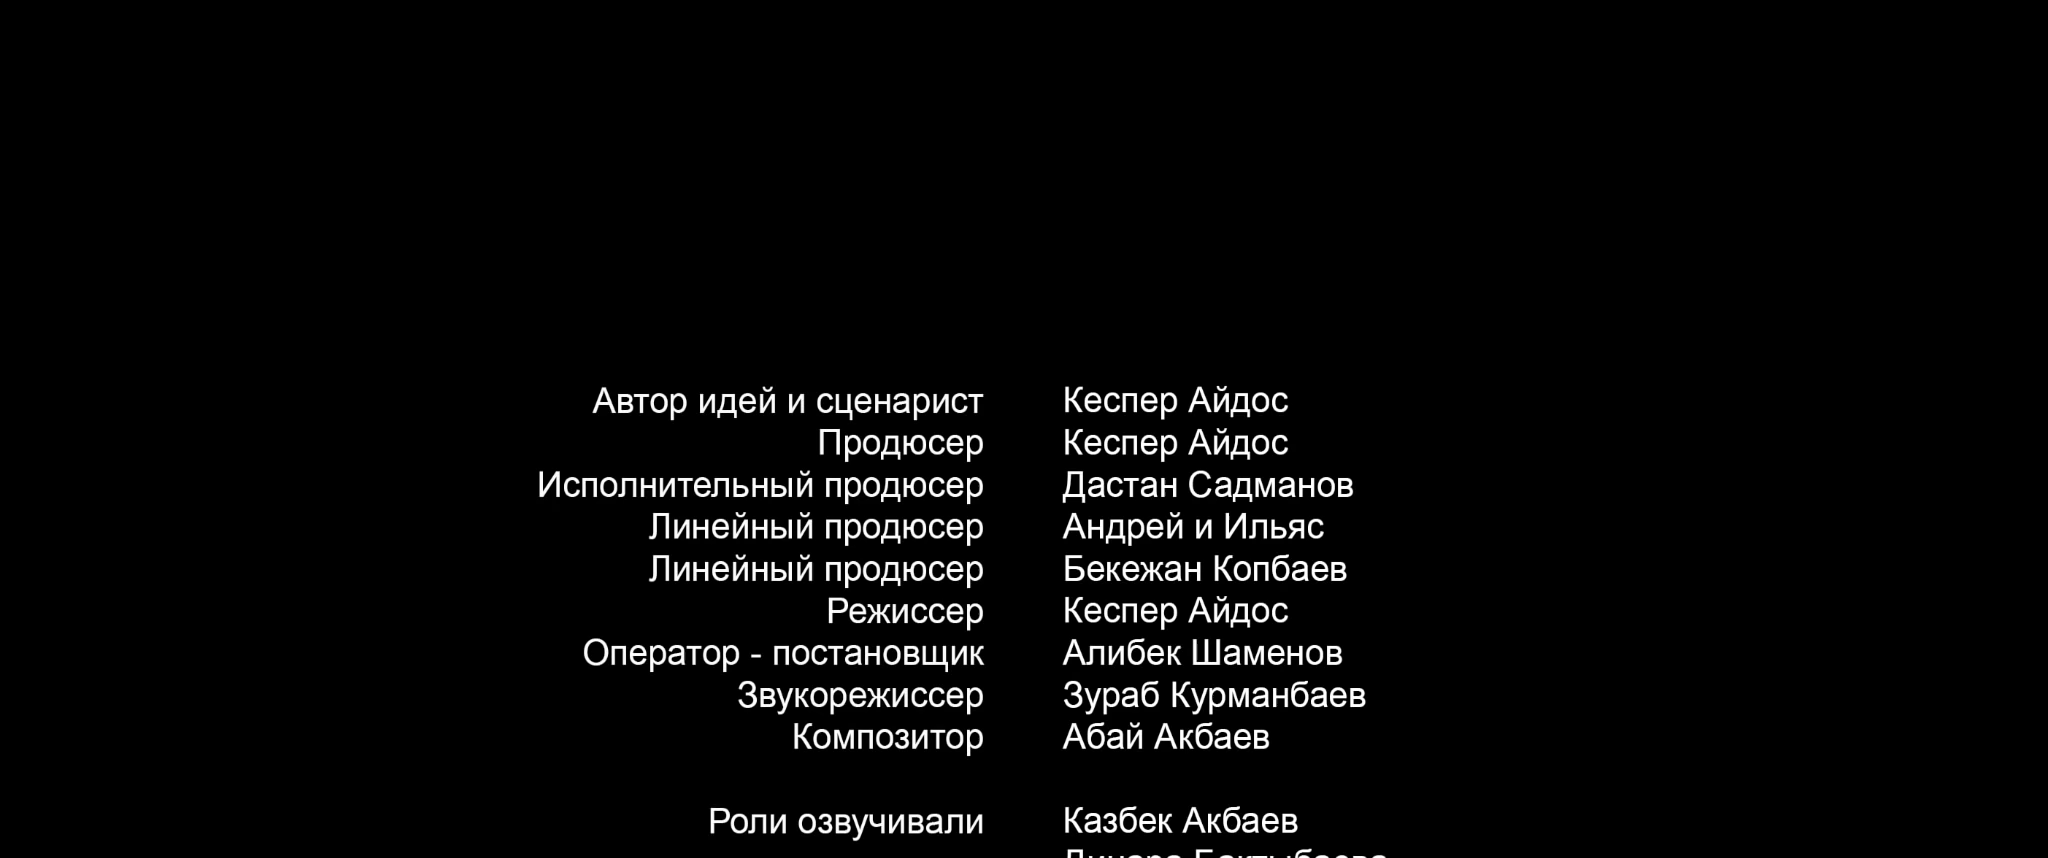 Автор идей и сценарист Кеспер Айдос
Продюсер Кеспер Айдос
Исполнительный продюсер Дастан Садманов
Линейный продюсер Андрей и Ильяс
Линейный продюсер Бекежан Копбаев
Режиссер Кеспер Айдос
Оператор - постановщик Алибек Шаменов
Звукорежиссер Зураб Курманбаев
Композитор Абай Акбаев
Роли озвучивали Казбек Акбаев